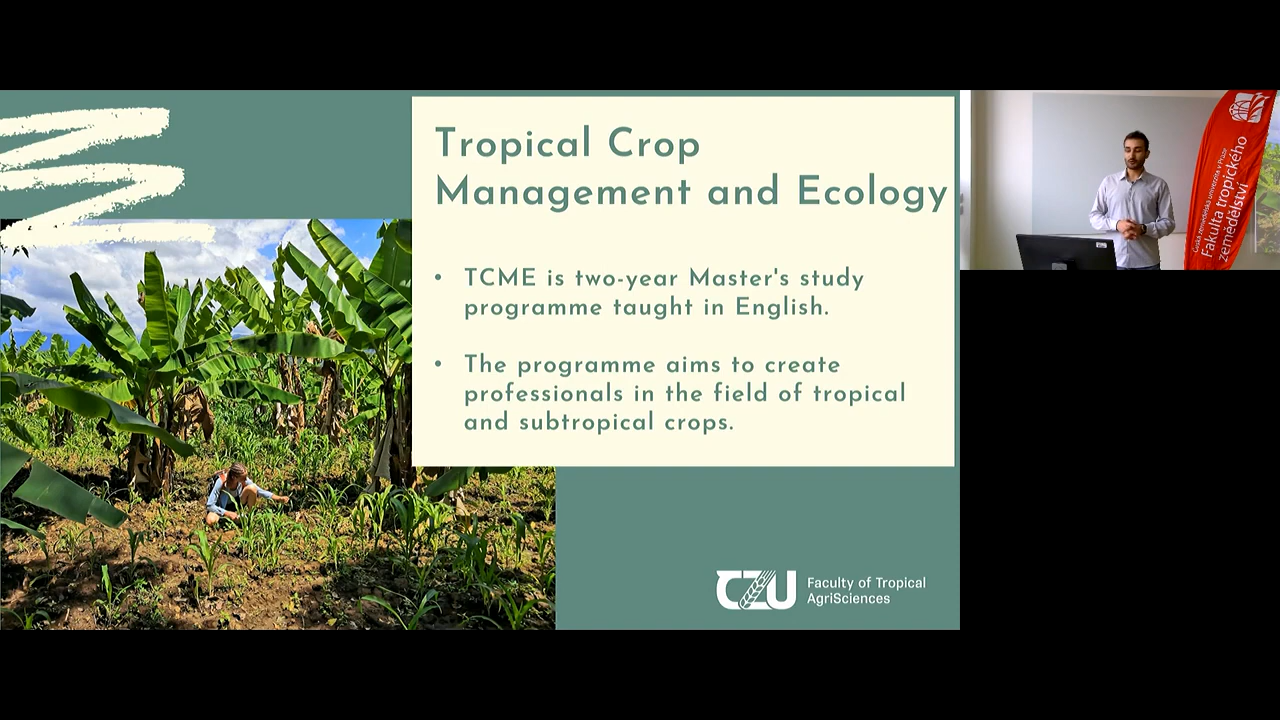 Tropical Crop
Management and Ecology
• TCME is two-year Master's study
programme taught in English.
• The programme aims to create
professionals in the field of tropical
and subtropical crops.
CZU
Faculty of Tropical
AgriSciences
Česká zemědělská univerzita v Praze
Fakulta tropického
zemědělství